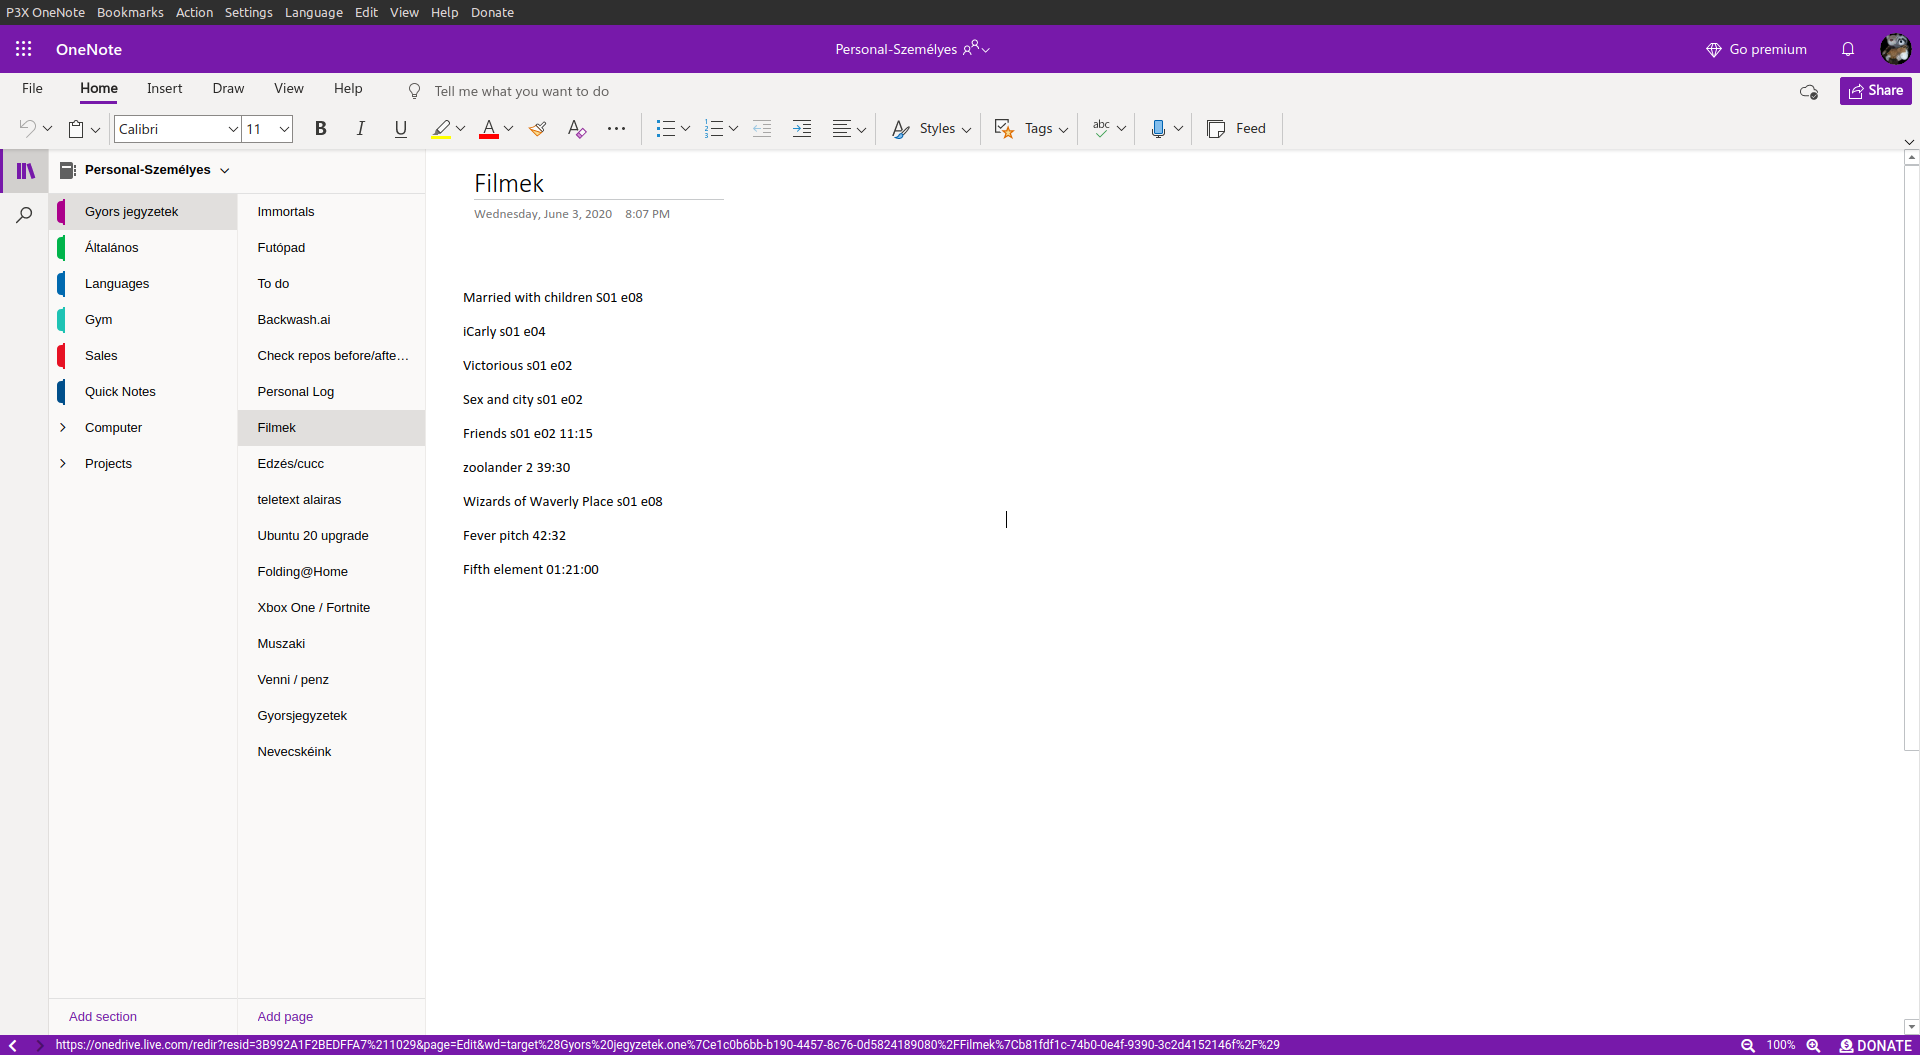 P3X OneNote Bookmarks Action Settings Language Edit View Help Donate
OneNote
Personal-Személyes
Go premium
File Home Insert Draw View Help
Tell me what you want to do
Share
Calibri 11 B I U A A
Styles
Tags
abc
Feed
Personal-Személyes
Gyors jegyzetek
Általános
Languages
Gym
Sales
Quick Notes
Computer
Projects
Add section
Immortals
Futópad
To do
Backwash.ai
Check repos before/afte...
Personal Log
Filmek
Edzés/cucc
teletext alairas
Ubuntu 20 upgrade
Folding@Home
Xbox One / Fortnite
Muszaki
Venni / penz
Gyorsjegyzetek
Nevecskéink
Add page
Filmek
Wednesday, June 3, 2020 8:07 PM
Married with children S01 e08
iCarly s01 e04
Victorious s01 e02
Sex and city s01 e02
Friends s01 e02 11:15
zoolander 2 39:30
Wizards of Waverly Place s01 e08
Fever pitch 42:32
Fifth element 01:21:00
https://onedrive.live.com/redir?resid=3B992A1F2BEDFFA7%211029&page=Edit&wd=target%28Gyors%20jegyzetek.one%7Ce1c0b6bb-b190-4457-8c76-0d5824189080%2FFilmek%7Cb81fdf1c-74b0-0e4f-9390-3c2d4152146f%2F%29
100%
DONATE